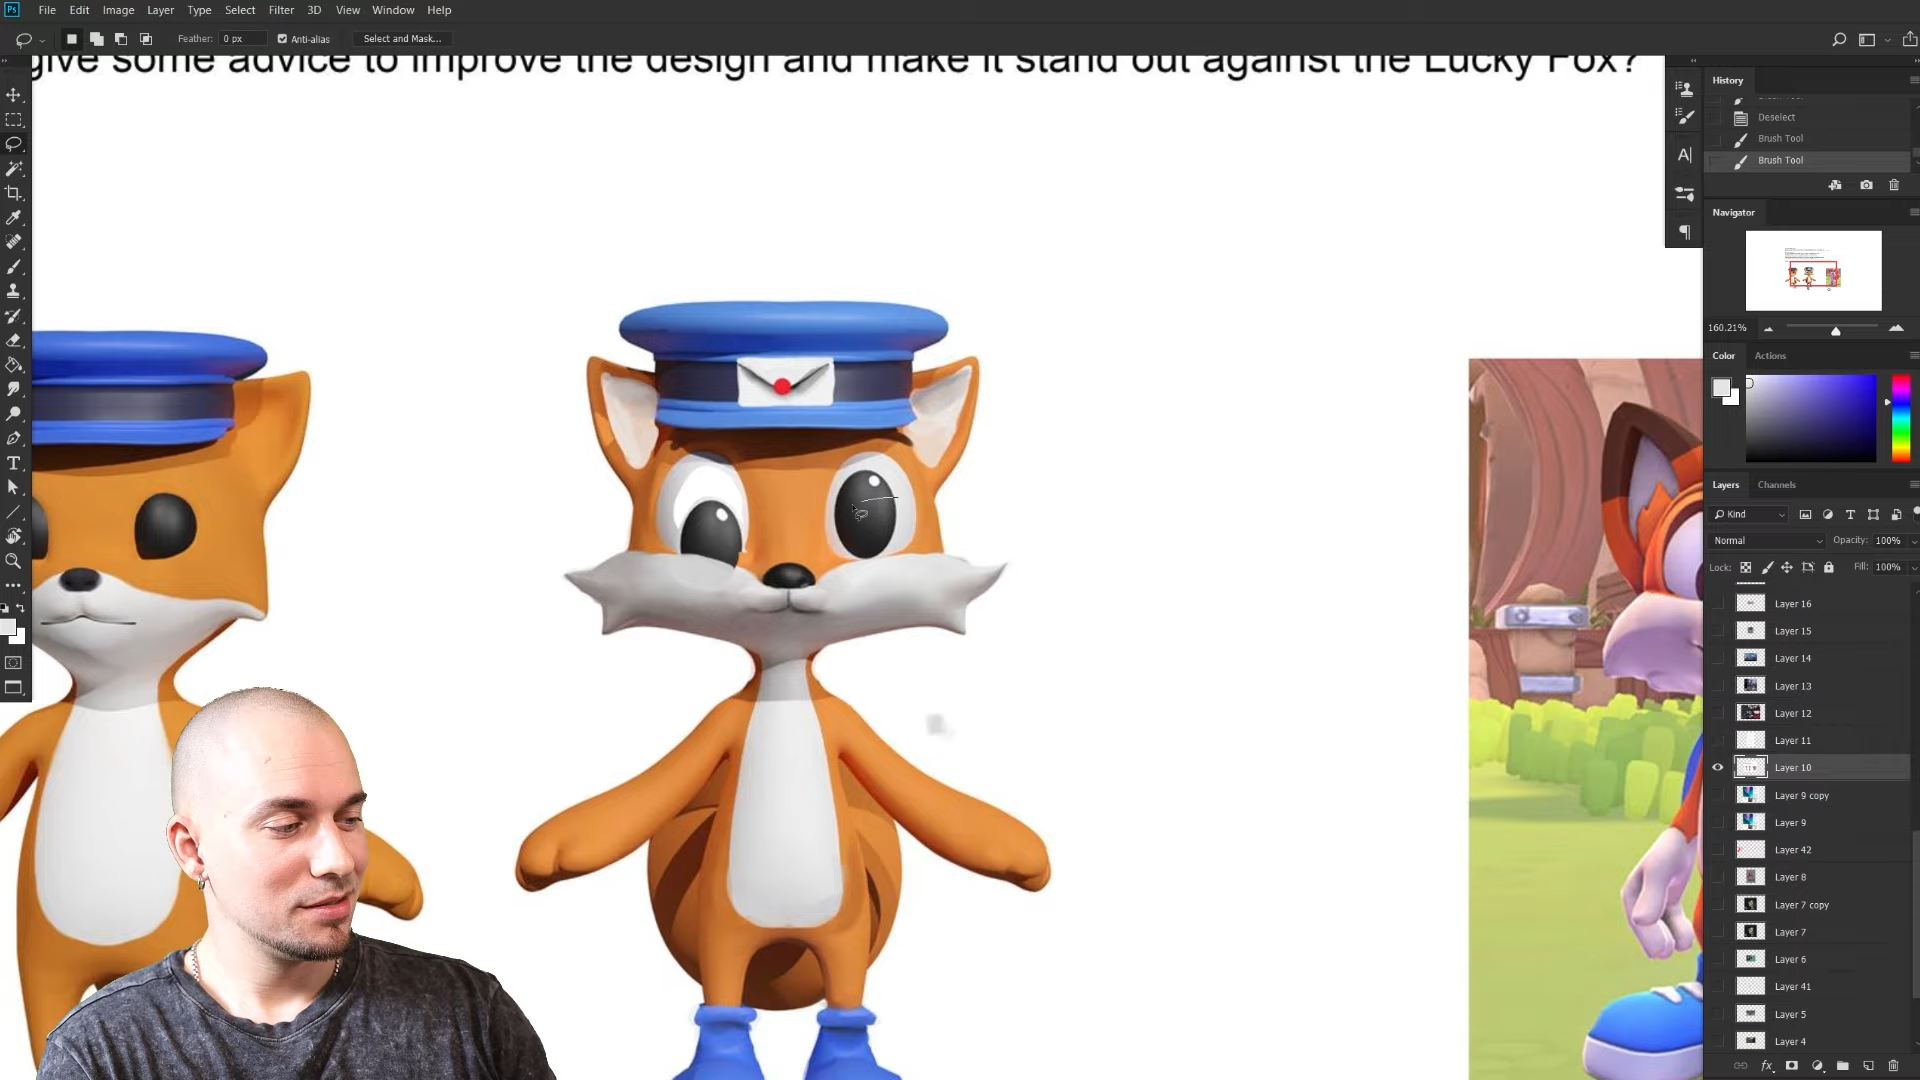 Ps File Edit Image Layer Type Select Filter 3D View Window Help
Feather: 0 px Anti-alias Select and Mask...
give some advice to improve the design and make it stand out against the Lucky Fox?
History
Brush Tool
Deselect
Brush Tool
Brush Tool
Navigator
160.21%
Color Actions
Layers Channels
Kind
Normal Opacity: 100%
Lock: Fill: 100%
Layer 16
Layer 15
Layer 14
Layer 13
Layer 12
Layer 11
Layer 10
Layer 9 copy
Layer 9
Layer 42
Layer 8
Layer 7 copy
Layer 7
Layer 6
Layer 41
Layer 5
Layer 4
fx